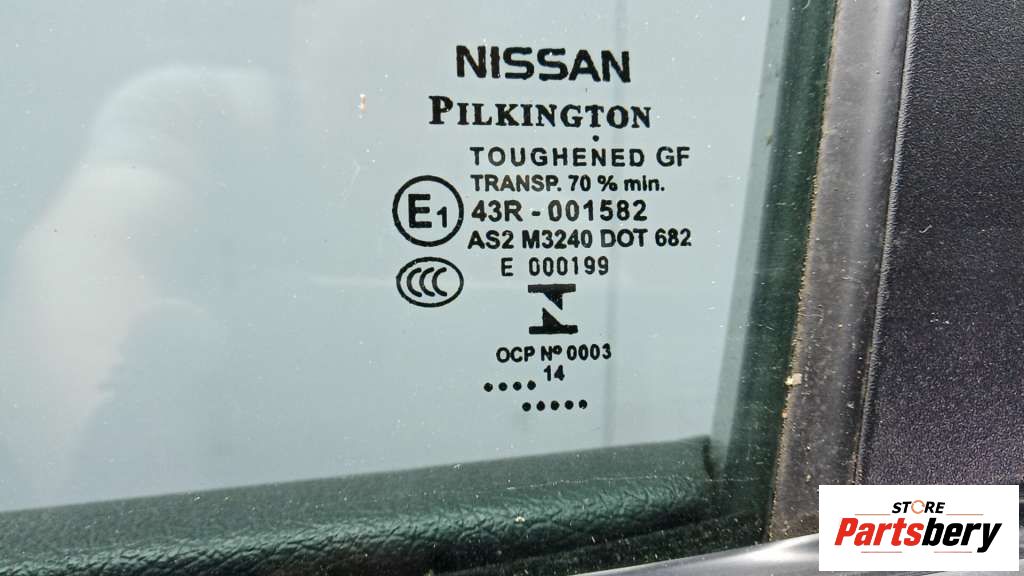 NISSAN
PILKINGTON
TOUGHENED GF
TRANSP. 70 % min.
E1 43R - 001582
AS2 M3240 DOT 682
E 000199
CCC
OCP Nº 0003
14
STORE
Partsbery